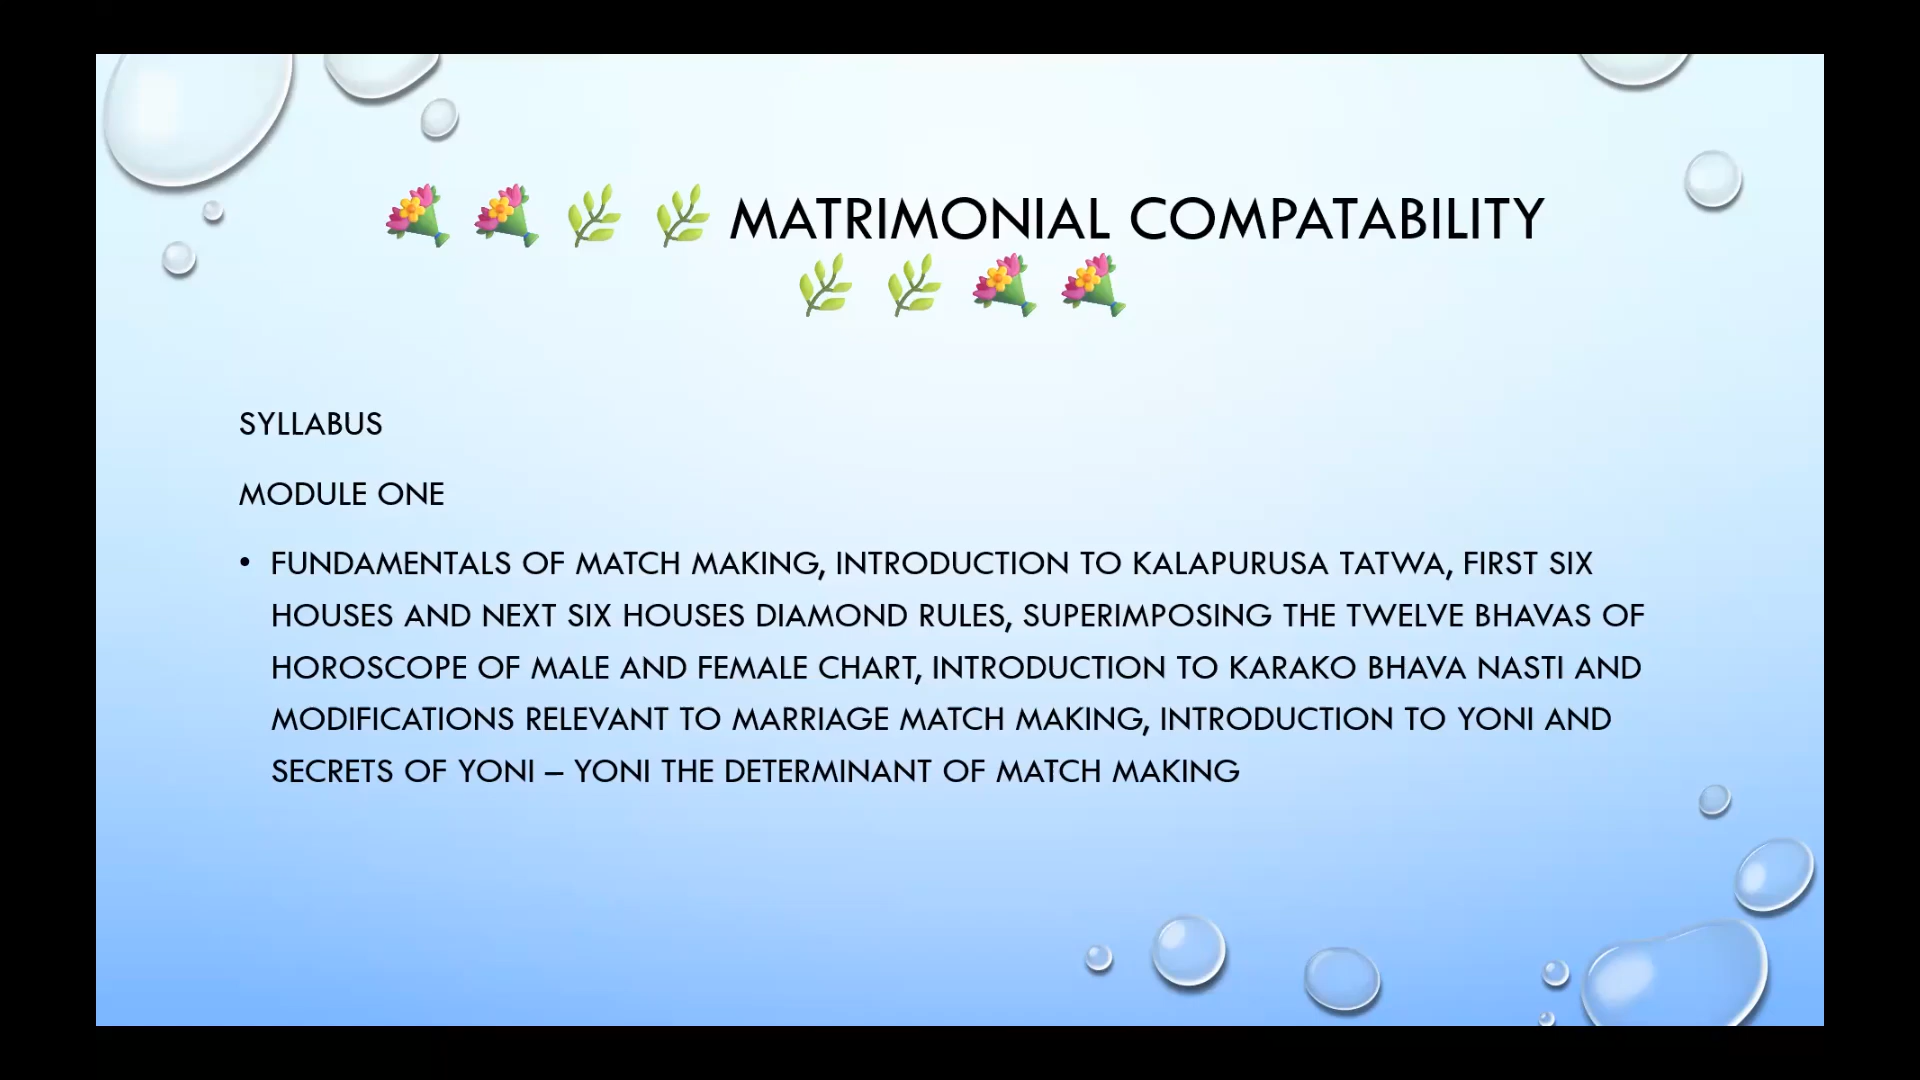 💐 💐 🌿 🌿 MATRIMONIAL COMPATABILITY
🌿 🌿 💐 💐
SYLLABUS
MODULE ONE
• FUNDAMENTALS OF MATCH MAKING, INTRODUCTION TO KALAPURUSA TATWA, FIRST SIX
HOUSES AND NEXT SIX HOUSES DIAMOND RULES, SUPERIMPOSING THE TWELVE BHAVAS OF
HOROSCOPE OF MALE AND FEMALE CHART, INTRODUCTION TO KARAKO BHAVA NASTI AND
MODIFICATIONS RELEVANT TO MARRIAGE MATCH MAKING, INTRODUCTION TO YONI AND
SECRETS OF YONI – YONI THE DETERMINANT OF MATCH MAKING